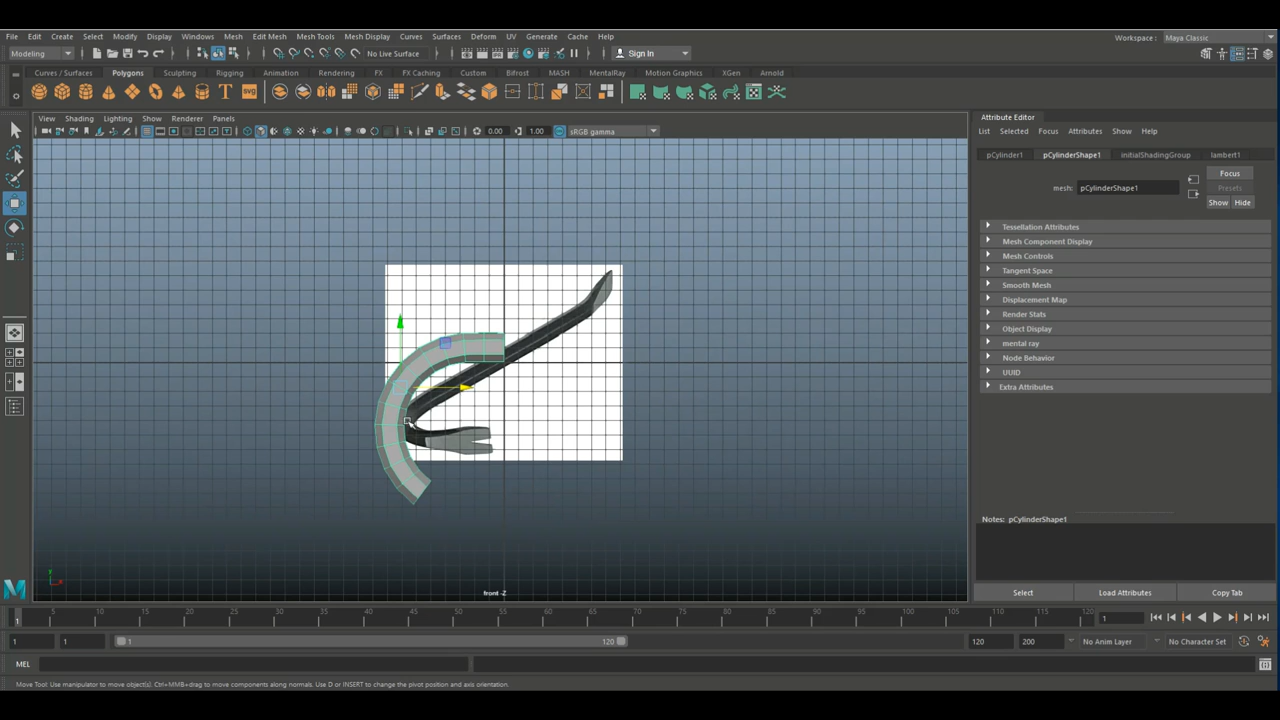 File Edit Create Select Modify Display Windows Mesh Edit Mesh Mesh Tools Mesh Display Curves Surfaces Deform UV Generate Cache Help
Workspace : Maya Classic
Modeling No Live Surface Sign In
Curves / Surfaces Polygons Sculpting Rigging Animation Rendering FX FX Caching Custom Bifrost MASH MentalRay Motion Graphics XGen Arnold
T SVG
View Shading Lighting Show Renderer Panels
0.00 1.00 sRGB gamma
front -Z
Attribute Editor
List Selected Focus Attributes Show Help
pCylinder1 pCylinderShape1 initialShadingGroup lambert1
Focus
mesh: pCylinderShape1
Presets
Show Hide
Tessellation Attributes
Mesh Component Display
Mesh Controls
Tangent Space
Smooth Mesh
Displacement Map
Render Stats
Object Display
mental ray
Node Behavior
UUID
Extra Attributes
Notes: pCylinderShape1
Select Load Attributes Copy Tab
5 10 15 20 25 30 35 40 45 50 55 60 65 70 75 80 85 90 95 100 105 110 115 120
1 1
1 1 1 120 120 200 No Anim Layer No Character Set
MEL
Move Tool: Use manipulator to move object(s). Ctrl+MMB+drag to move components along normals. Use D or INSERT to change the pivot position and axis orientation.